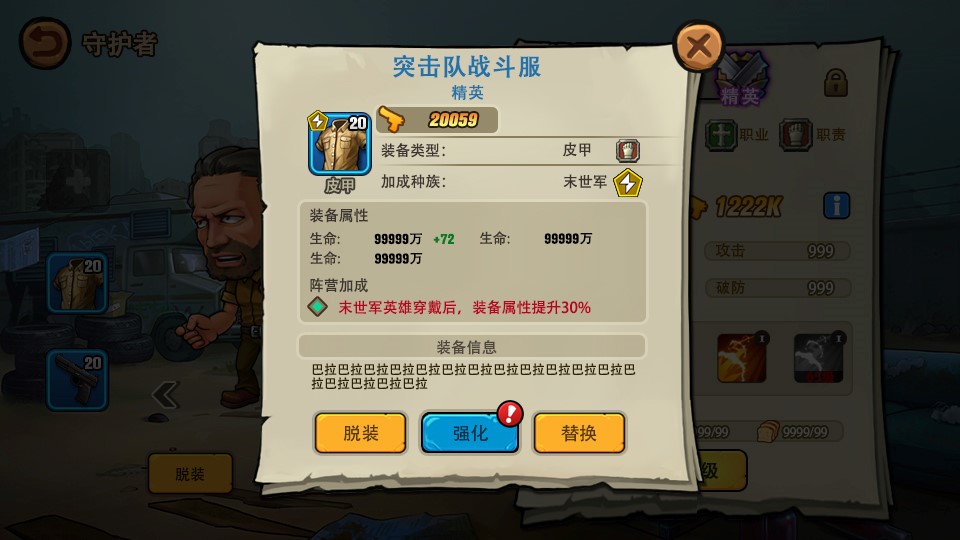 守护者
突击队战斗服
精英
20059
20
皮甲
装备类型：
皮甲
加成种族：
末世军
装备属性
生命:
99999万
+72
生命:
99999万
生命:
99999万
阵营加成
末世军英雄穿戴后，装备属性提升30%
装备信息
巴拉巴拉巴拉巴拉巴拉巴拉巴拉巴拉巴拉巴拉巴拉巴拉巴
拉巴拉巴拉巴拉巴拉
脱装
强化
替换
20
20
脱装
精英
职业
职责
1222K
攻击
999
破防
999
99/99
9999/99
级